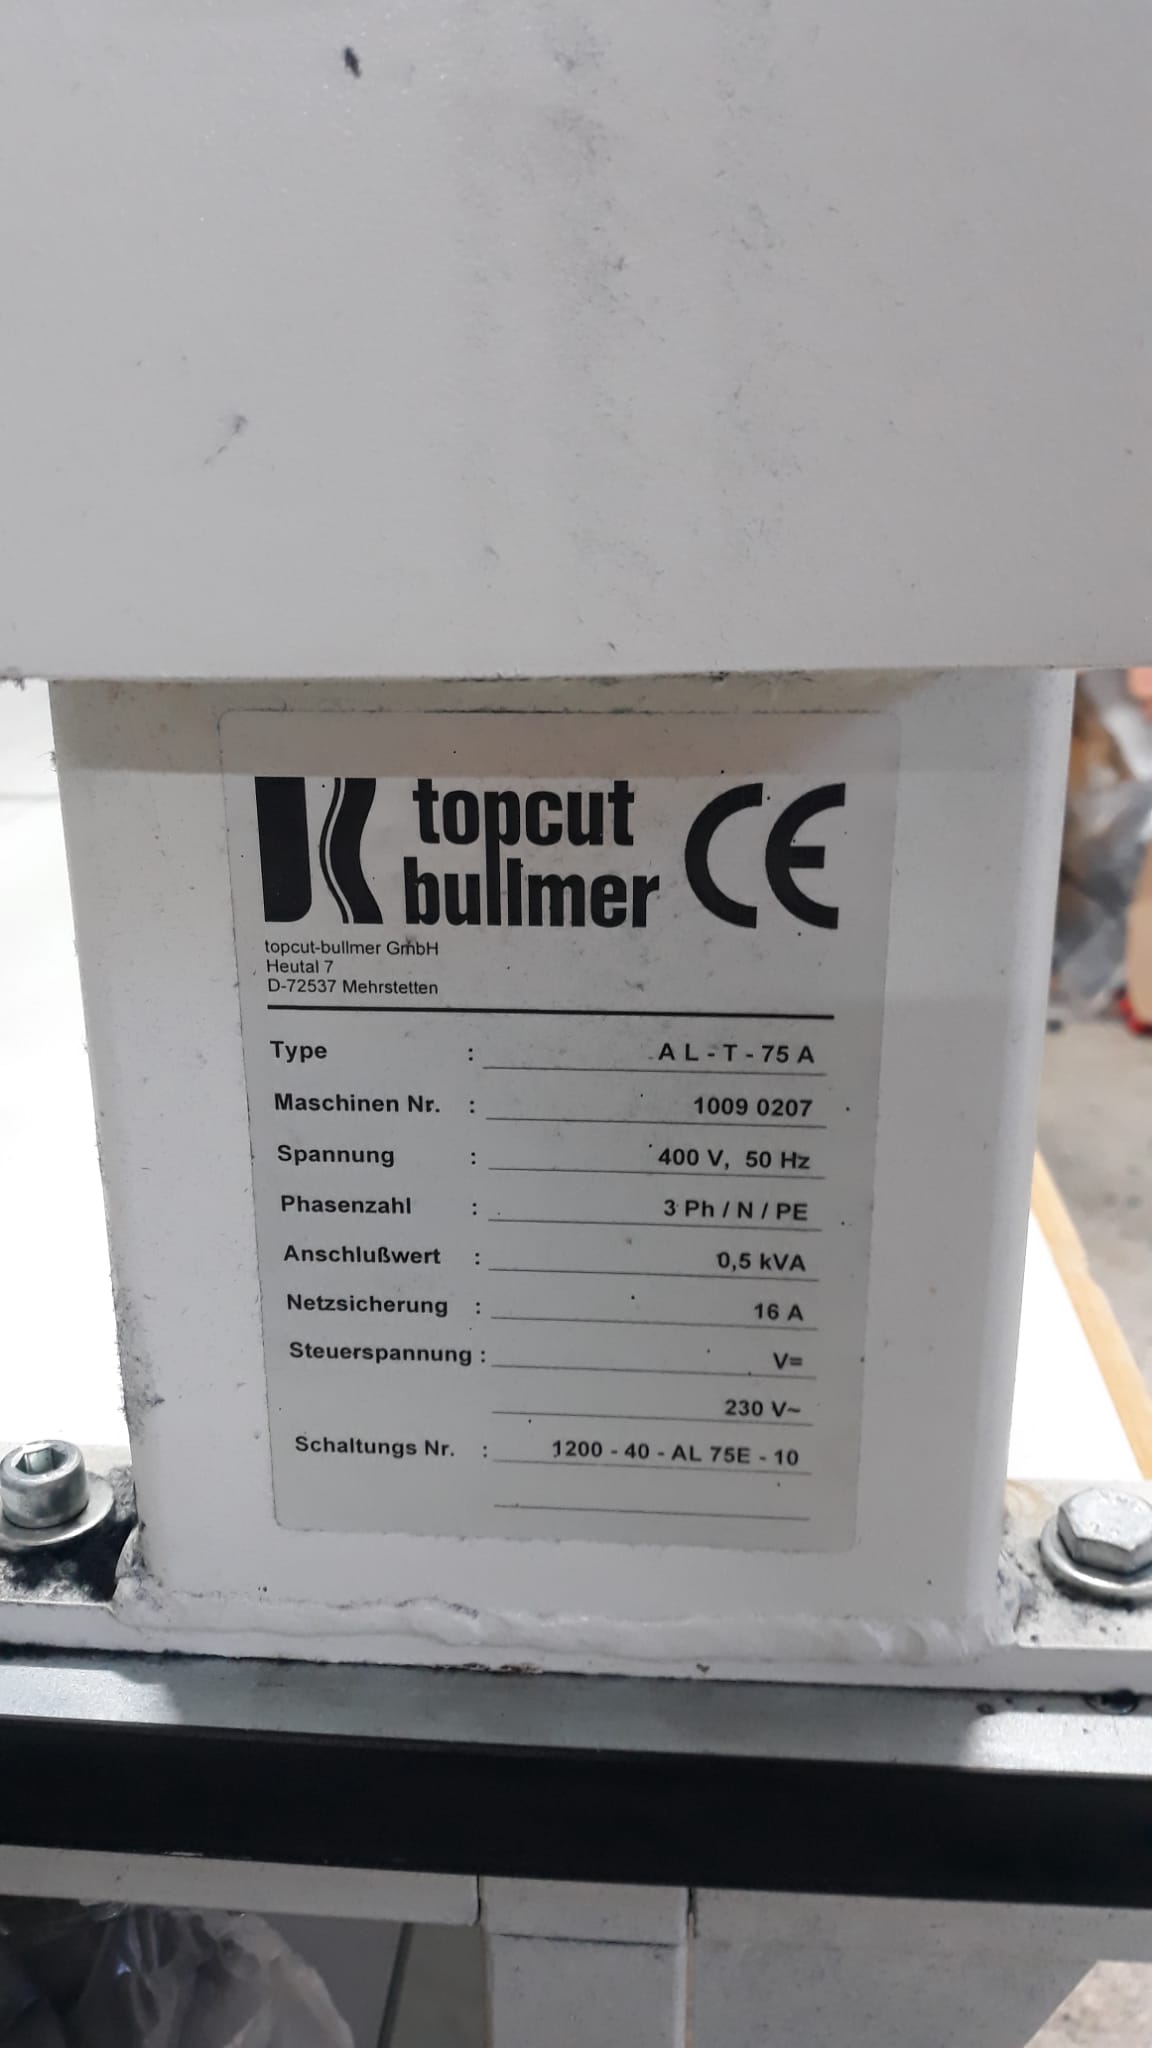 topcut
bullmer CE
topcut-bullmer GmbH
Heutal 7
D-72537 Mehrstetten
Type : A L - T - 75 A
Maschinen Nr. : 1009 0207
Spannung : 400 V, 50 Hz
Phasenzahl : 3 Ph / N / PE
Anschlußwert : 0,5 kVA
Netzsicherung : 16 A
Steuerspannung : V=
230 V~
Schaltungs Nr. : 1200 - 40 - AL 75E - 10